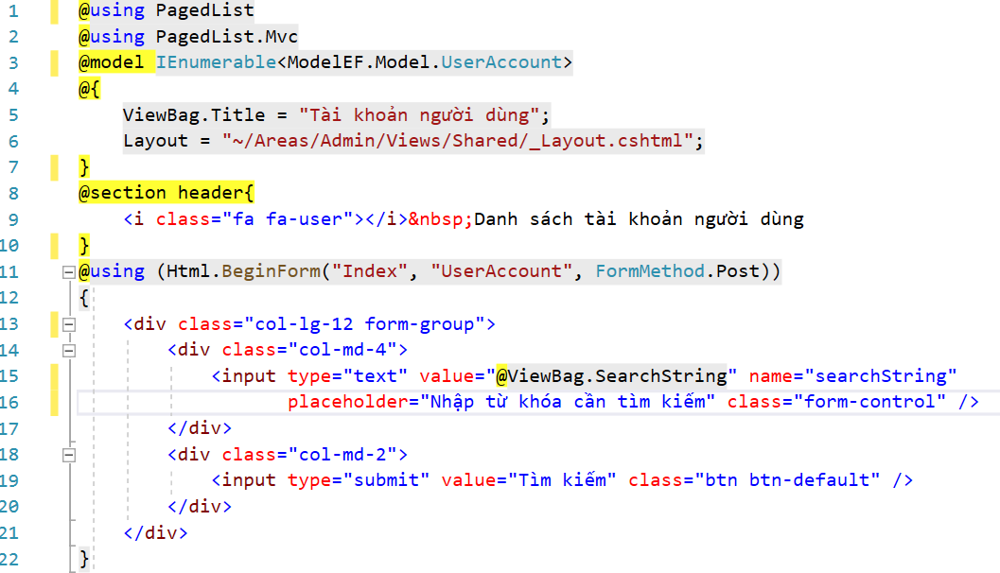 1 @using PagedList
2 @using PagedList.Mvc
3 @model IEnumerable<ModelEF.Model.UserAccount>
4 @{
5 ViewBag.Title = "Tài khoản người dùng";
6 Layout = "~/Areas/Admin/Views/Shared/_Layout.cshtml";
7 }
8 @section header{
9 <i class="fa fa-user"></i>&nbsp;Danh sách tài khoản người dùng
10 }
11 @using (Html.BeginForm("Index", "UserAccount", FormMethod.Post))
12 {
13 <div class="col-lg-12 form-group">
14 <div class="col-md-4">
15 <input type="text" value="@ViewBag.SearchString" name="searchString"
16 placeholder="Nhập từ khóa cần tìm kiếm" class="form-control" />
17 </div>
18 <div class="col-md-2">
19 <input type="submit" value="Tìm kiếm" class="btn btn-default" />
20 </div>
21 </div>
22 }